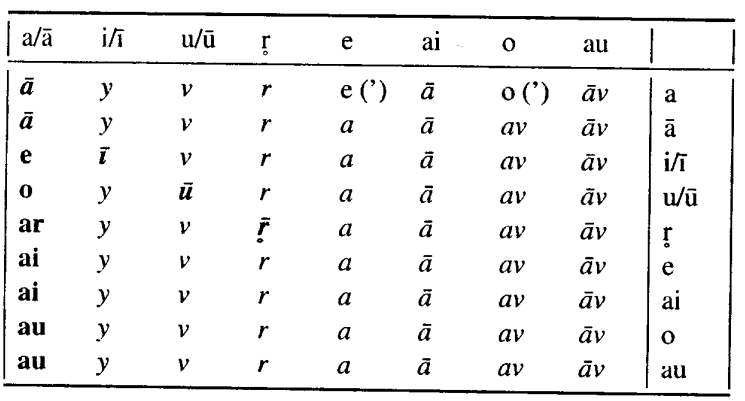 a/ā i/ī u/ū r̥ e ai o au
ā y v r e (’) ā o (’) āv a
ā y v r a ā av āv ā
e ī v r a ā av āv i/ī
o y ū r a ā av āv u/ū
ar y v r̥̄ a ā av āv r̥
ai y v r a ā av āv e
ai y v r a ā av āv ai
au y v r a ā av āv o
au y v r a ā av āv au